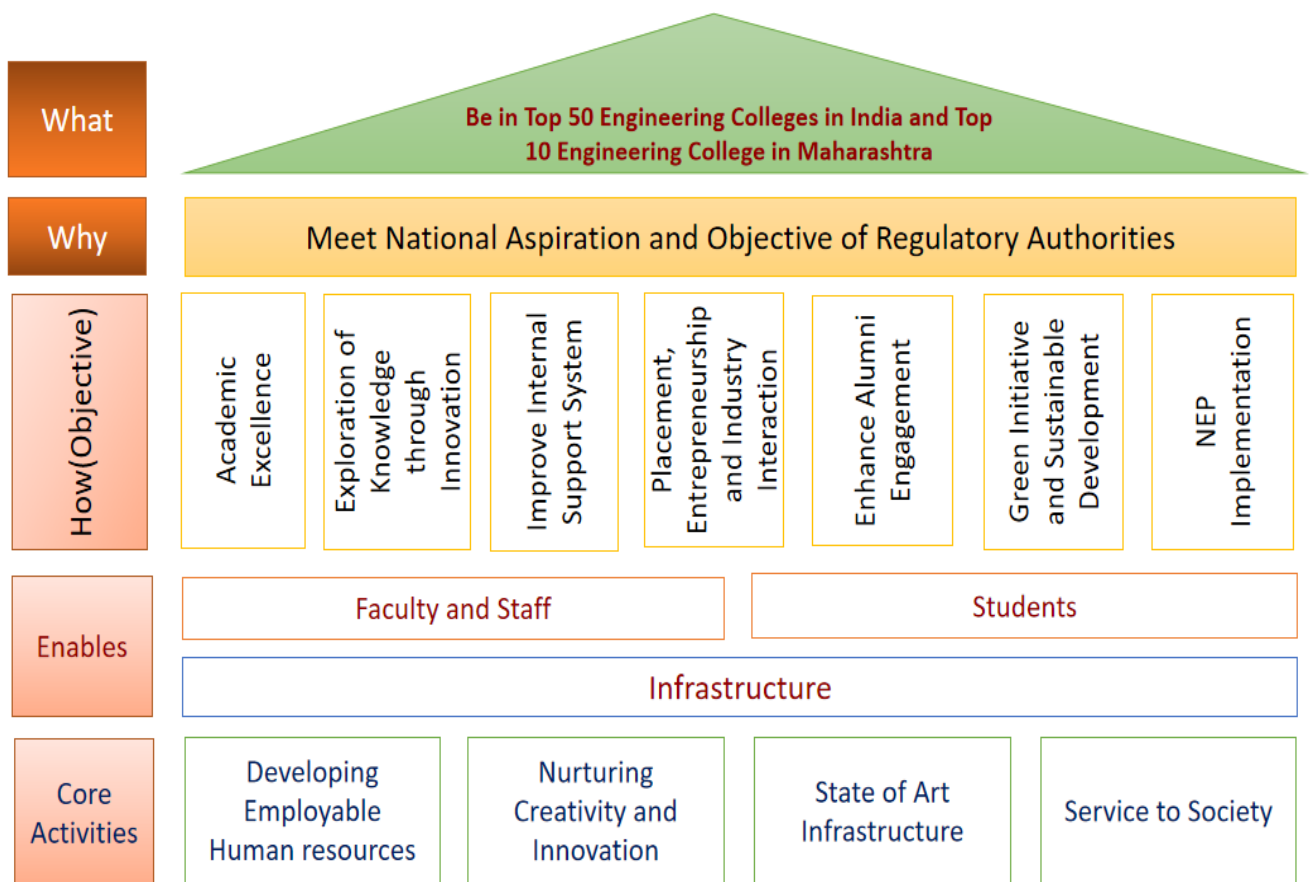 What
Be in Top 50 Engineering Colleges in India and Top
10 Engineering College in Maharashtra
Why
Meet National Aspiration and Objective of Regulatory Authorities
How(Objective)
Academic
Excellence
Exploration of
Knowledge
through
Innovation
Improve Internal
Support System
Placement,
Entrepreneurship
and Industry
Interaction
Enhance Alumni
Engagement
Green Initiative
and Sustainable
Development
NEP
Implementation
Enables
Faculty and Staff
Students
Infrastructure
Core
Activities
Developing
Employable
Human resources
Nurturing
Creativity and
Innovation
State of Art
Infrastructure
Service to Society